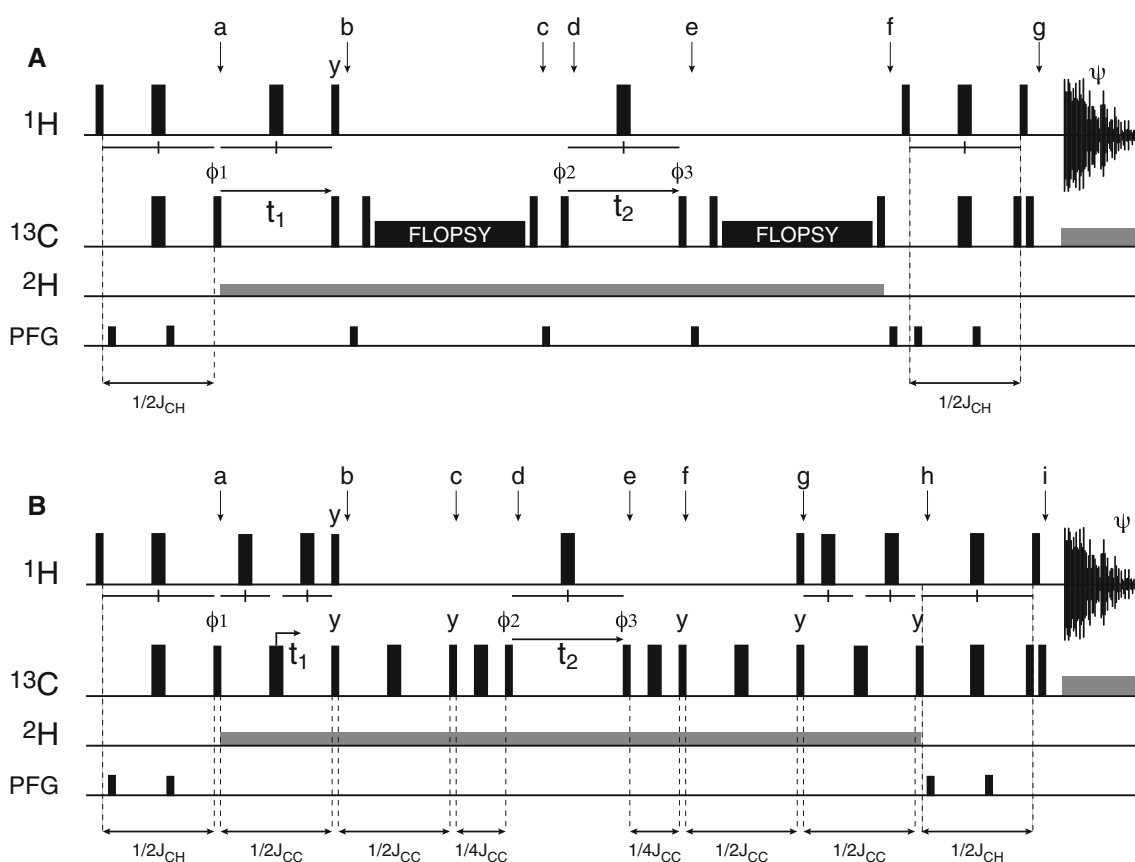 A
a b c d e f g
y
ψ
¹H
ϕ1 ϕ2 ϕ3
t₁ t₂
¹³C
FLOPSY FLOPSY
²H
PFG
1/2J_CH 1/2J_CH
B
a b c d e f g h i
y
ψ
¹H
ϕ1 y y ϕ2 ϕ3 y y y
t₁ t₂
¹³C
²H
PFG
1/2J_CH 1/2J_CC 1/2J_CC 1/4J_CC 1/4J_CC 1/2J_CC 1/2J_CC 1/2J_CH